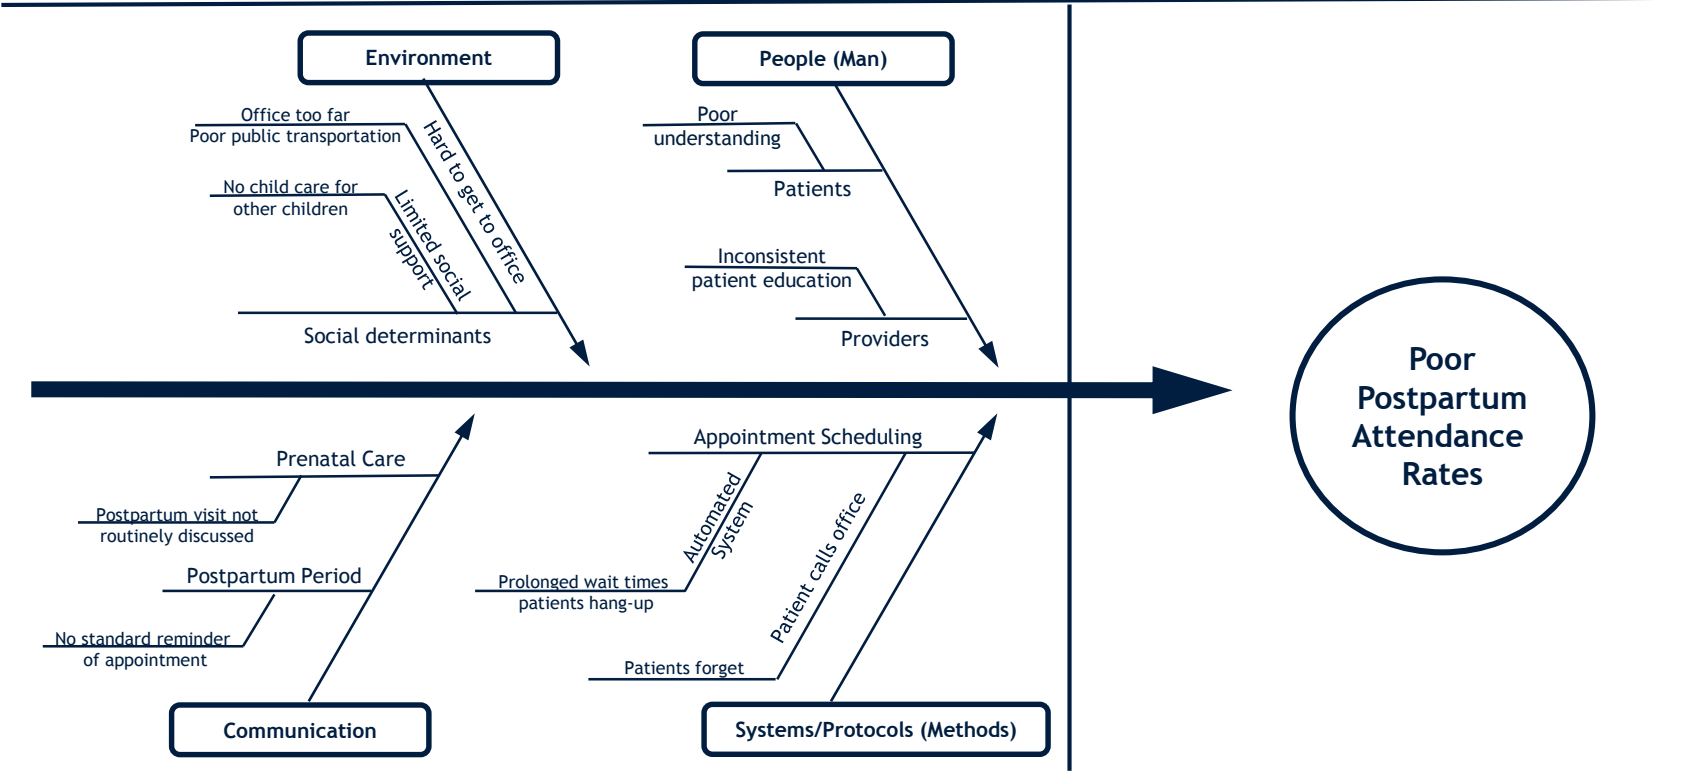 Environment
Office too far
Poor public transportation
Hard to get to office
No child care for
other children
Limited social
support
Social determinants
People (Man)
Poor
understanding
Patients
Inconsistent
patient education
Providers
Poor
Postpartum
Attendance
Rates
Prenatal Care
Postpartum visit not
routinely discussed
Postpartum Period
No standard reminder
of appointment
Communication
Appointment Scheduling
Automated
System
Prolonged wait times
patients hang-up
Patient calls office
Patients forget
Systems/Protocols (Methods)